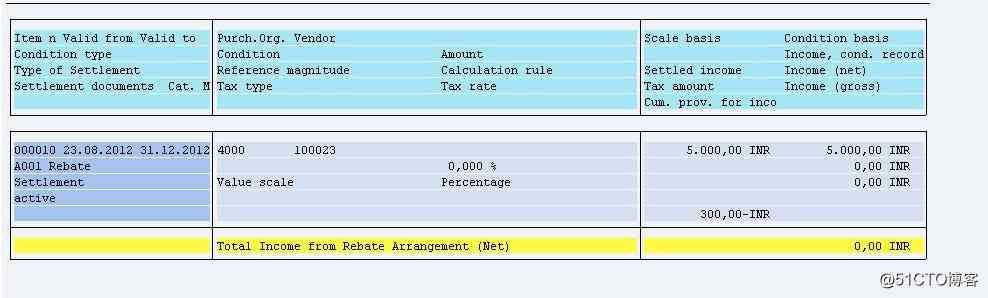 Item n Valid from Valid to Purch.Org. Vendor Scale basis Condition basis
Condition type Condition Amount Income, cond. record
Type of Settlement Reference magnitude Calculation rule Settled income Income (net)
Settlement documents Cat. M Tax type Tax rate Tax amount Income (gross)
Cum. prov. for inco
000010 23.08.2012 31.12.2012 4000 100023 5.000,00 INR 5.000,00 INR
A001 Rebate 0,000 % 0,00 INR
Settlement Value scale Percentage 0,00 INR
active
300,00-INR
Total Income from Rebate Arrangement (Net) 0,00 INR
@51CTO博客